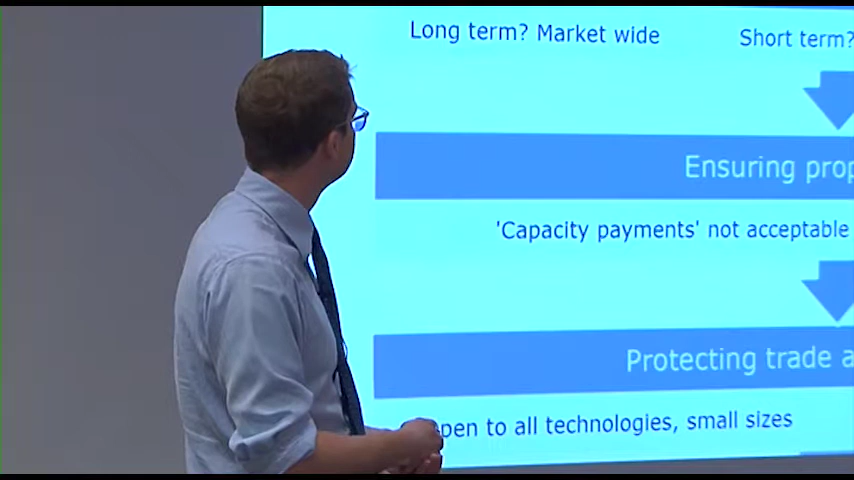 Long term? Market wide
Short term?
Ensuring prop
'Capacity payments' not acceptable
Protecting trade a
open to all technologies, small sizes